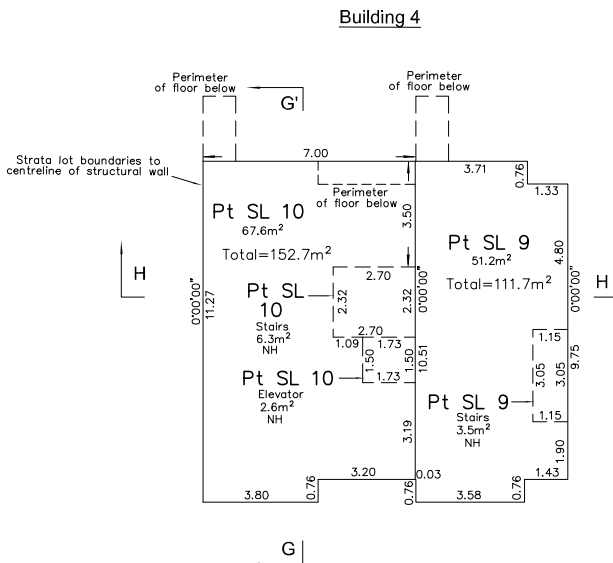 Building 4
Perimeter
of floor below
G'
Perimeter
of floor below
Strata lot boundaries to
centreline of structural wall
7.00
3.71
0.76
1.33
Perimeter
of floor below
3.50
Pt SL 10
67.6m²
Total=152.7m²
Pt SL 9
51.2m²
Total=111.7m²
4.80
H
H
0°00'00"
11.27
2.70
2.32
2.32
0°00'00"
0°00'00"
9.75
Pt SL
10
Stairs
6.3m²
NH
2.70
1.09
1.73
1.50
1.50
10.51
1.73
Pt SL 10
Elevator
2.6m²
NH
1.15
3.05
3.05
1.15
Pt SL 9
Stairs
3.5m²
NH
3.19
1.90
3.20
0.03
1.43
0.76
0.76
0.76
3.80
3.58
G